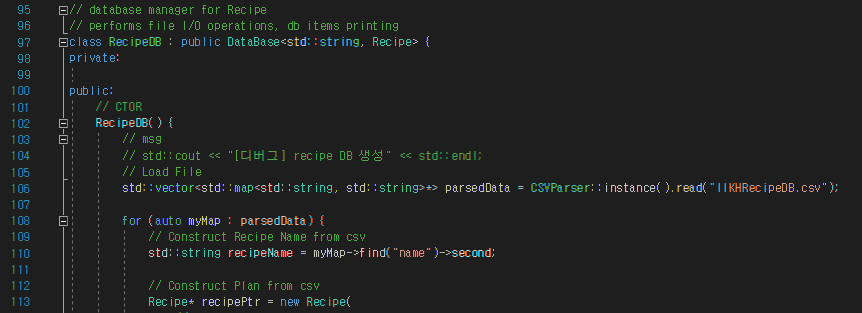 95 // database manager for Recipe
96 // performs file I/O operations, db items printing
97 class RecipeDB : public DataBase<std::string, Recipe> {
98 private:
99
100 public:
101 // CTOR
102 RecipeDB() {
103 // msg
104 // std::cout << "[디버그] recipe DB 생성" << std::endl;
105 // Load File
106 std::vector<std::map<std::string, std::string>*> parsedData = CSVParser::instance().read("IIKHRecipeDB.csv");
107
108 for (auto myMap : parsedData) {
109 // Construct Recipe Name from csv
110 std::string recipeName = myMap->find("name")->second;
111
112 // Construct Plan from csv
113 Recipe* recipePtr = new Recipe(